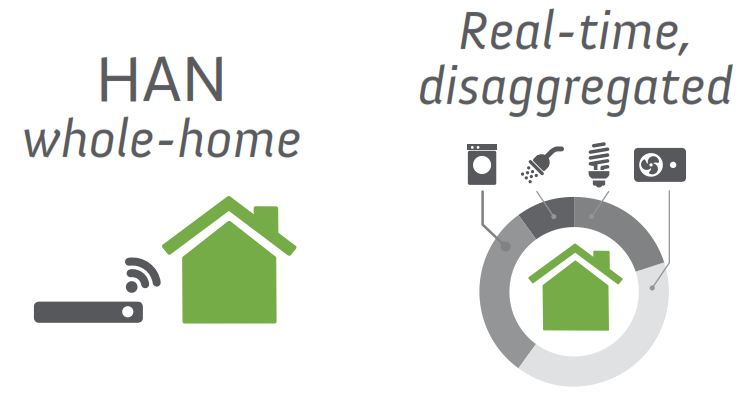 HAN
whole-home
Real-time,
disaggregated